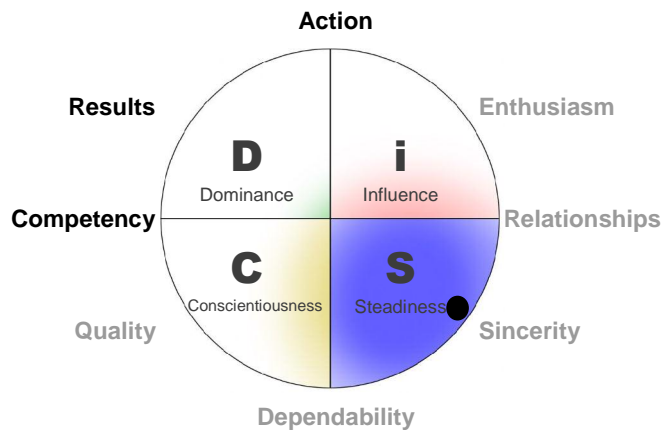 Action
Results
Enthusiasm
D
i
Dominance
Influence
Competency
Relationships
C
S
Conscientiousness
Steadiness
Quality
Sincerity
Dependability